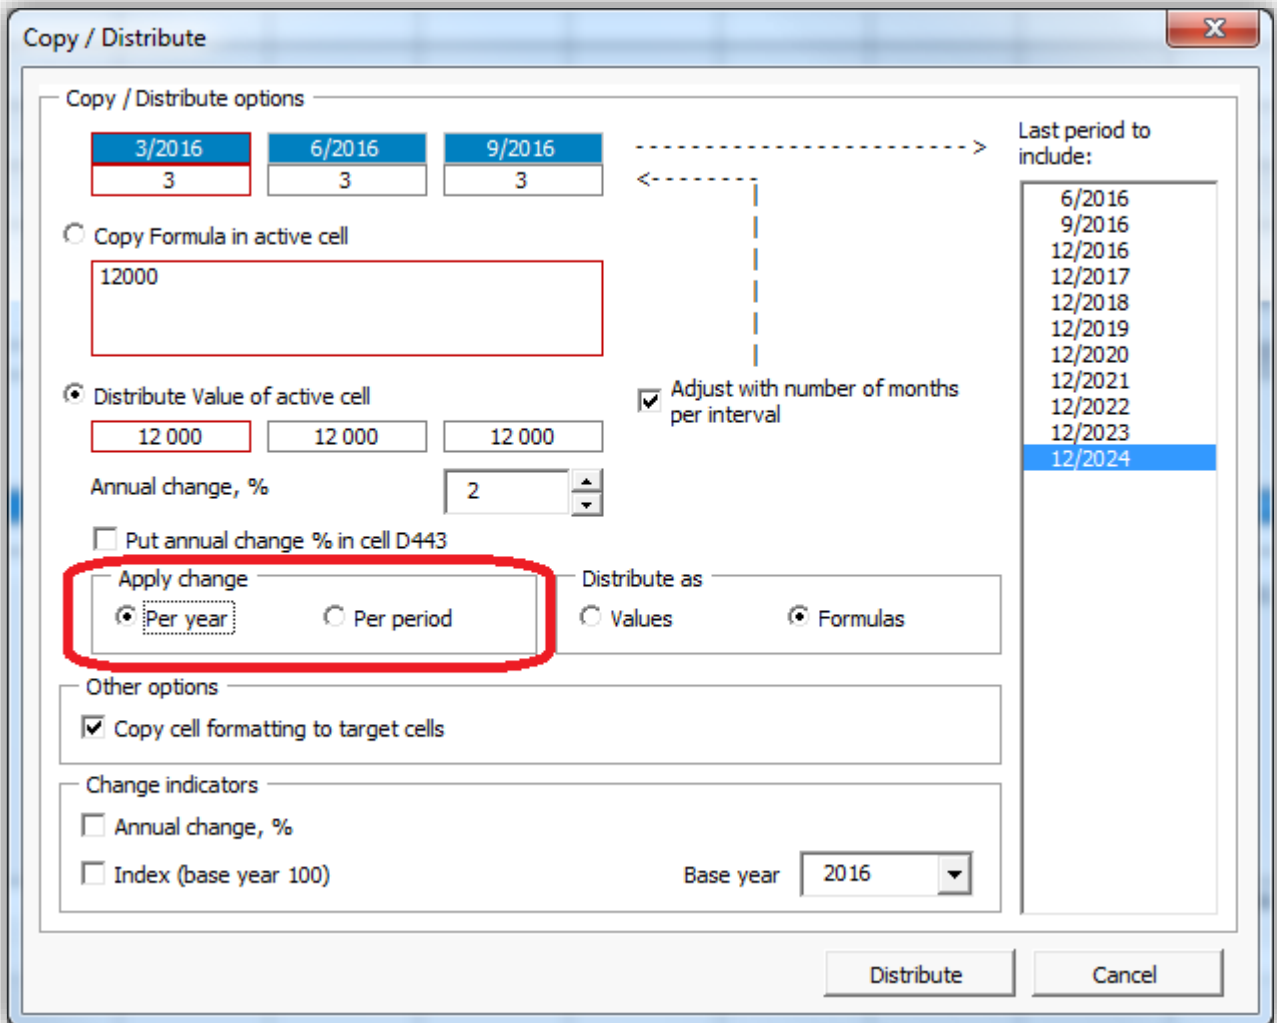 Copy / Distribute
X
Copy / Distribute options
3/2016 6/2016 9/2016
3 3 3
Copy Formula in active cell
12000
Distribute Value of active cell
12 000 12 000 12 000
Adjust with number of months
per interval
Annual change, % 2
Put annual change % in cell D443
Apply change
Per year Per period
Distribute as
Values Formulas
Other options
Copy cell formatting to target cells
Change indicators
Annual change, %
Index (base year 100) Base year 2016
Last period to
include:
6/2016
9/2016
12/2016
12/2017
12/2018
12/2019
12/2020
12/2021
12/2022
12/2023
12/2024
Distribute Cancel